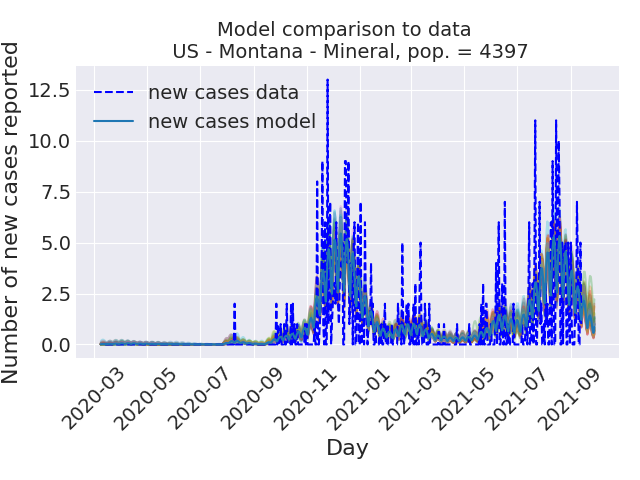 Model comparison to data
US - Montana - Mineral, pop. = 4397
Number of new cases reported
12.5
10.0
7.5
5.0
2.5
0.0
new cases data
new cases model
2020-03
2020-05
2020-07
2020-09
2020-11
2021-01
2021-03
2021-05
2021-07
2021-09
Day